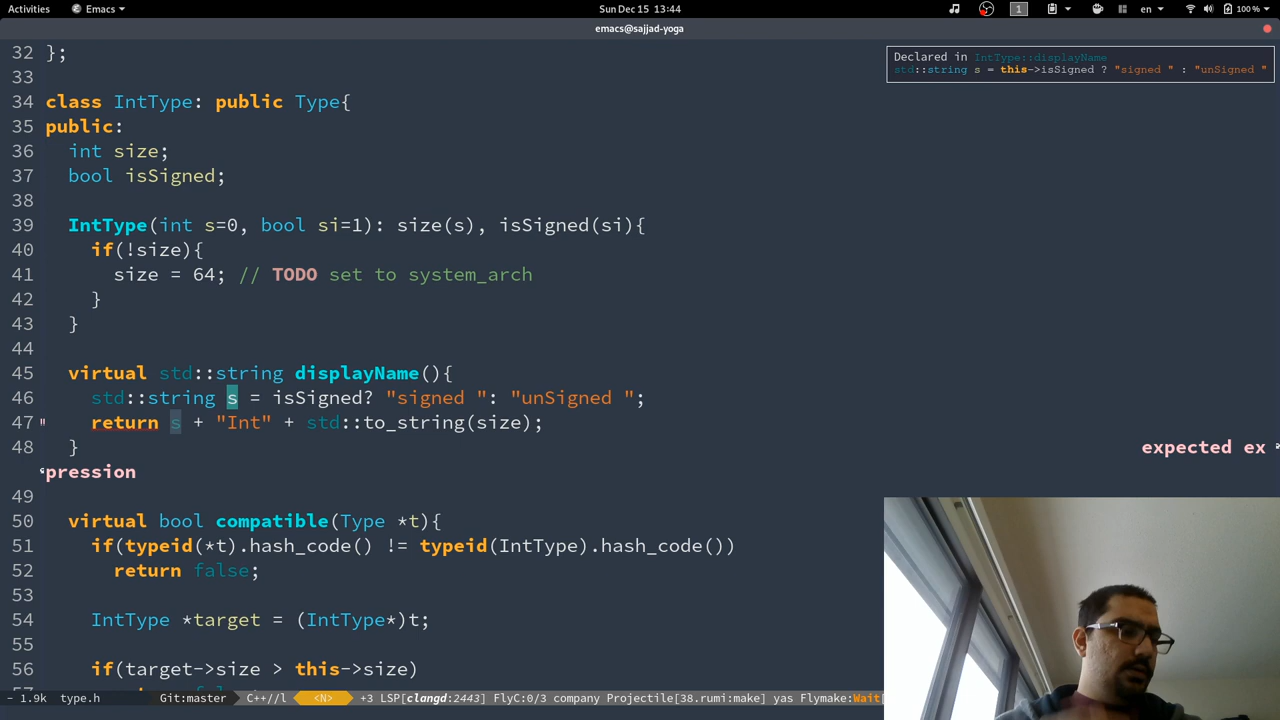 Activities Emacs Sun Dec 15 13:44 1 en 100 %
emacs@sajjad-yoga
Declared in IntType::displayName
std::string s = this->isSigned ? "signed " : "unSigned "
32 };
33
34 class IntType: public Type{
35 public:
36 int size;
37 bool isSigned;
38
39 IntType(int s=0, bool si=1): size(s), isSigned(si){
40 if(!size){
41 size = 64; // TODO set to system_arch
42 }
43 }
44
45 virtual std::string displayName(){
46 std::string s = isSigned? "signed ": "unSigned ";
47 return s + "Int" + std::to_string(size);
48 } expected ex
pression
49
50 virtual bool compatible(Type *t){
51 if(typeid(*t).hash_code() != typeid(IntType).hash_code())
52 return false;
53
54 IntType *target = (IntType*)t;
55
56 if(target->size > this->size)
- 1.9k type.h Git:master C++//l <N> +3 LSP[clangd:2443] FlyC:0/3 company Projectile[38.rumi:make] yas Flymake:Wait